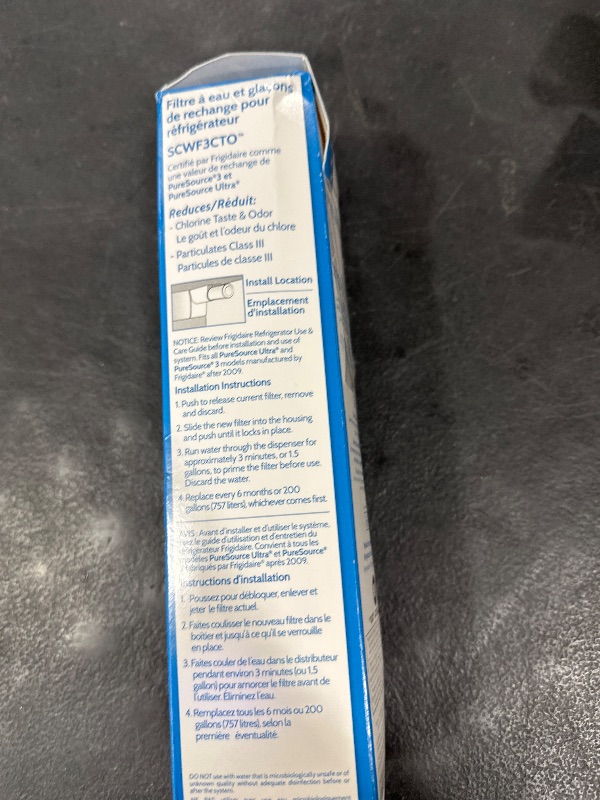 Filtre à eau et glaçons
de rechange pour
réfrigérateur
SCWF3CTO™
Certifié par Frigidaire comme
une valeur de rechange de
PureSource®3 et
PureSource Ultra®
Reduces/Réduit:
- Chlorine Taste & Odor
Le goût et l'odeur du chlore
- Particulates Class III
Particules de classe III
Install Location
Emplacement
d'installation
NOTICE: Review Frigidaire Refrigerator Use &
Care Guide before installation and use of
system. Fits all PureSource Ultra® and
PureSource® 3 models manufactured by
Frigidaire® after 2009.
Installation Instructions
1. Push to release current filter, remove
and discard.
2. Slide the new filter into the housing
and push until it locks in place.
3. Run water through the dispenser for
approximately 3 minutes, or 1.5
gallons, to prime the filter before use.
Discard the water.
4. Replace every 6 months or 200
gallons (757 liters), whichever comes first.
AVIS: Avant d'installer et d'utiliser le système,
le guide d'utilisation et d'entretien du
réfrigérateur Frigidaire. Convient à tous les
modèles PureSource Ultra® et PureSource®
fabriqués par Frigidaire® après 2009.
Instructions d'installation
1. Poussez pour débloquer, enlever et
jeter le filtre actuel.
2. Faites coulisser le nouveau filtre dans le
boîtier et jusqu'à ce qu'il se verrouille
en place.
3. Faites couler de l'eau dans le distributeur
pendant environ 3 minutes (ou 1,5
gallon) pour amorcer le filtre avant de
l'utiliser. Éliminez l'eau.
4. Remplacez tous les 6 mois ou 200
gallons (757 litres), selon la
première éventualité.
DO NOT use with water that is microbiologically unsafe or of
unknown quality without adequate disinfection before or
after the system.